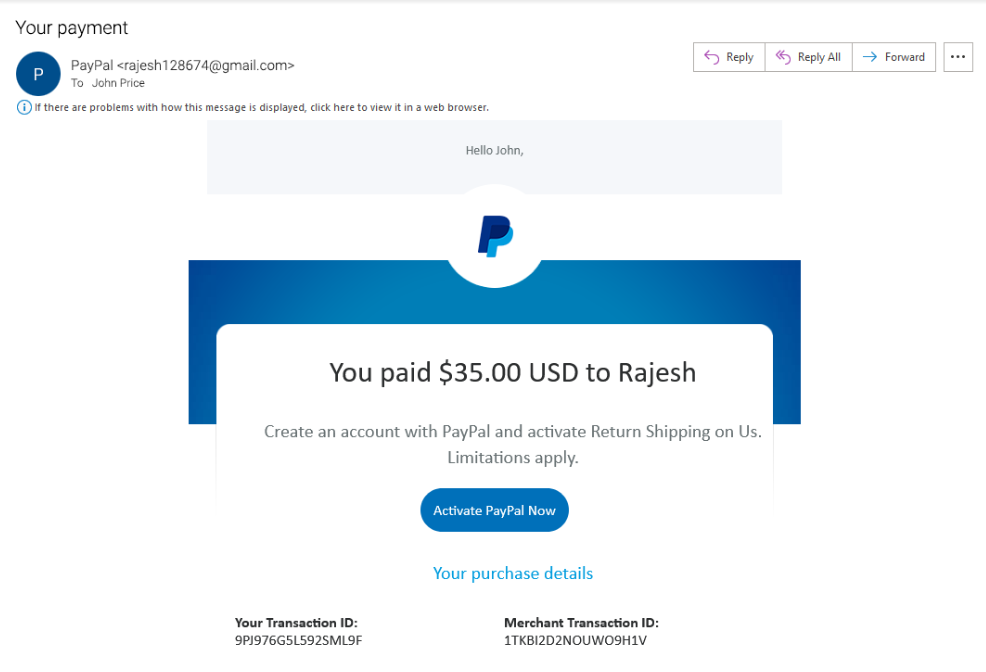 Your payment
P
PayPal <rajesh128674@gmail.com>
To John Price
Reply
Reply All
Forward
If there are problems with how this message is displayed, click here to view it in a web browser.
Hello John,
You paid $35.00 USD to Rajesh
Create an account with PayPal and activate Return Shipping on Us.
Limitations apply.
Activate PayPal Now
Your purchase details
Your Transaction ID:
9PJ976G5L592SML9F
Merchant Transaction ID:
1TKBI2D2NOUWO9H1V